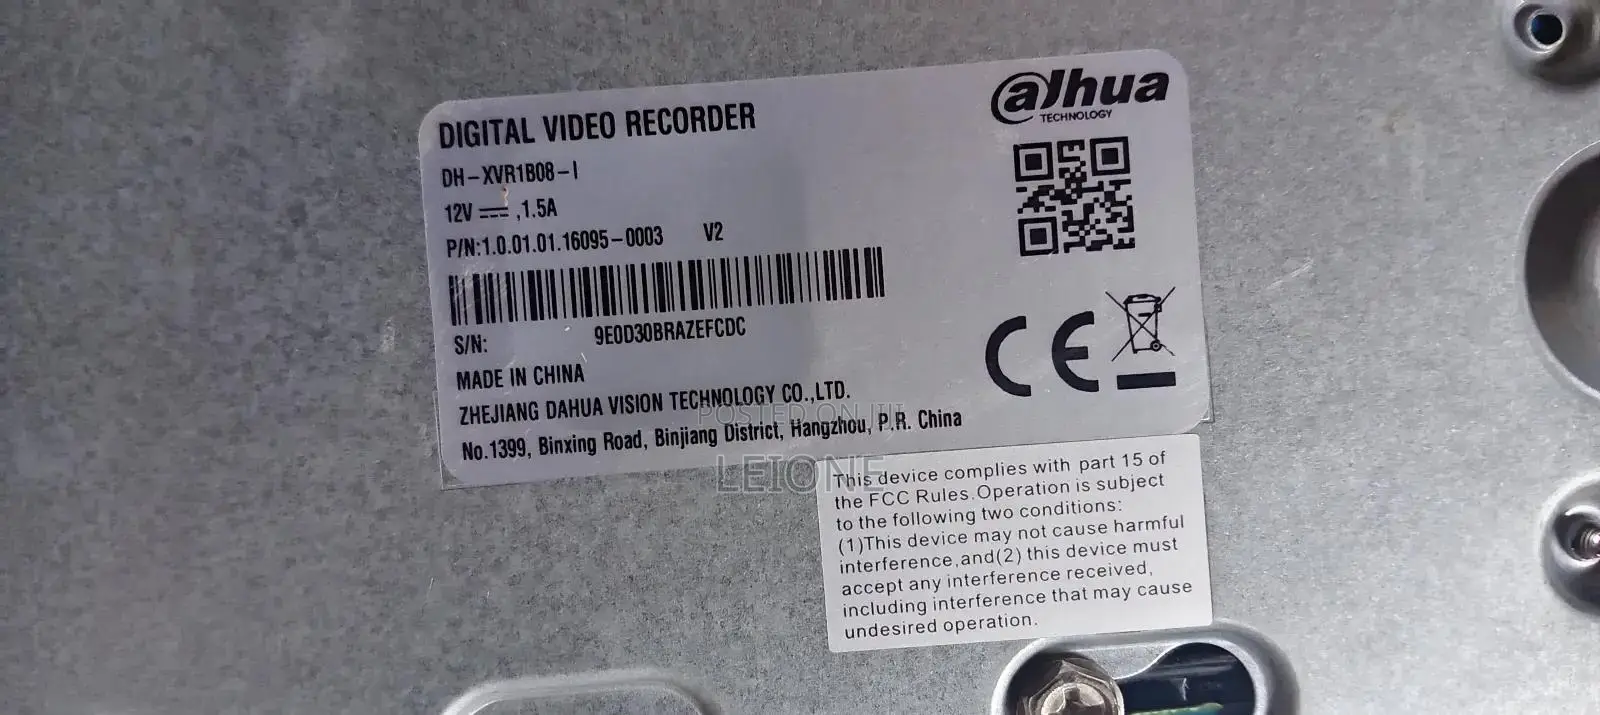 DIGITAL VIDEO RECORDER
alhua
TECHNOLOGY
DH-XVR1B08-I
12V ⎓ ,1.5A
P/N:1.0.01.01.16095-0003 V2
S/N: 9E0D30BRAZEFCDC
MADE IN CHINA
ZHEJIANG DAHUA VISION TECHNOLOGY CO.,LTD.
No.1399, Binxing Road, Binjiang District, Hangzhou, P.R. China
CE
POSTED ON JIJI
LEIONE
This device complies with part 15 of
the FCC Rules.Operation is subject
to the following two conditions:
(1)This device may not cause harmful
interference,and(2) this device must
accept any interference received,
including interference that may cause
undesired operation.